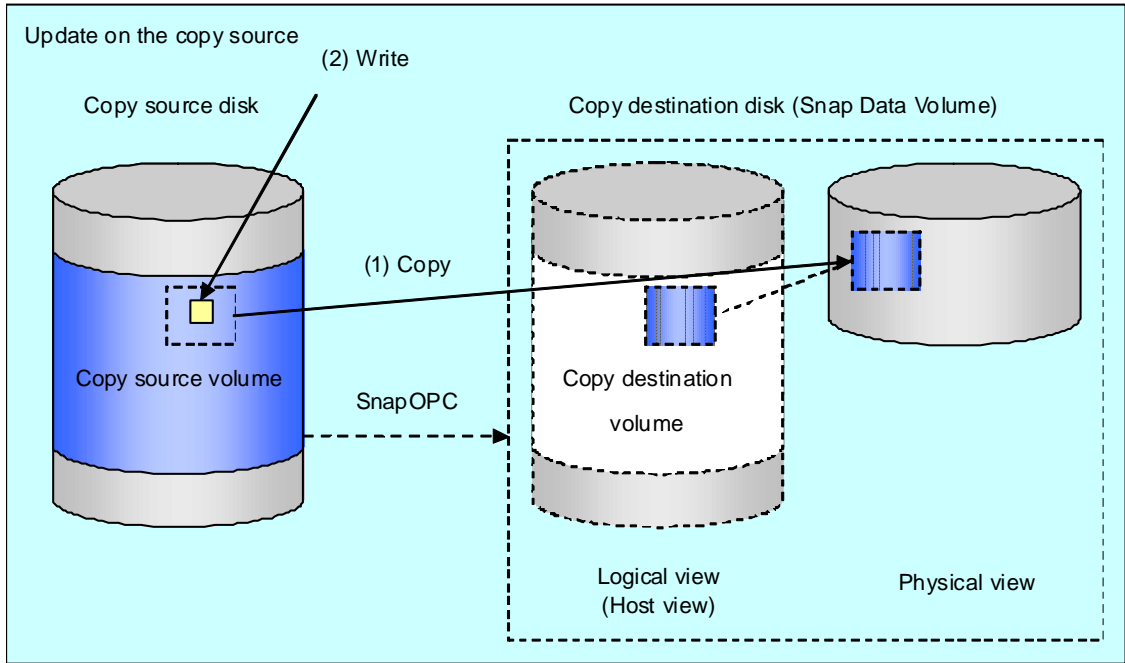 Update on the copy source
(2) Write
Copy source disk
Copy destination disk (Snap Data Volume)
(1) Copy
Copy source volume
SnapOPC
Copy destination
volume
Logical view
(Host view)
Physical view